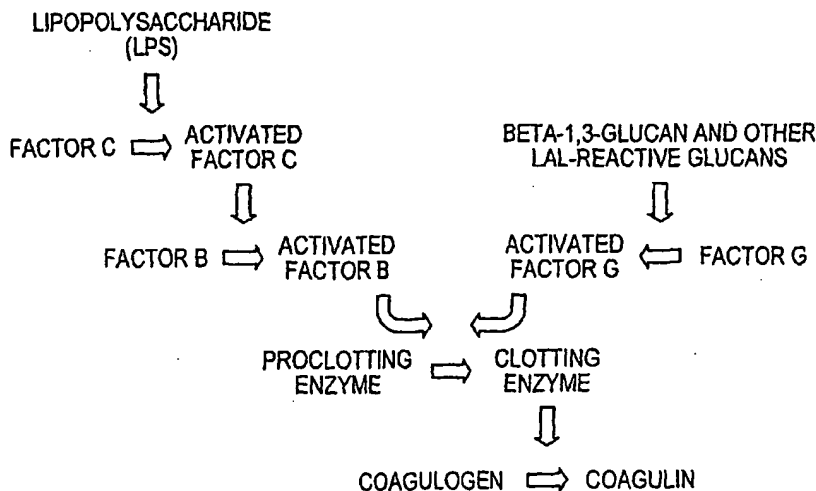 LIPOPOLYSACCHARIDE
(LPS)
FACTOR C
ACTIVATED
FACTOR C
BETA-1,3-GLUCAN AND OTHER
LAL-REACTIVE GLUCANS
FACTOR B
ACTIVATED
FACTOR B
ACTIVATED
FACTOR G
FACTOR G
PROCLOTTING
ENZYME
CLOTTING
ENZYME
COAGULOGEN
COAGULIN